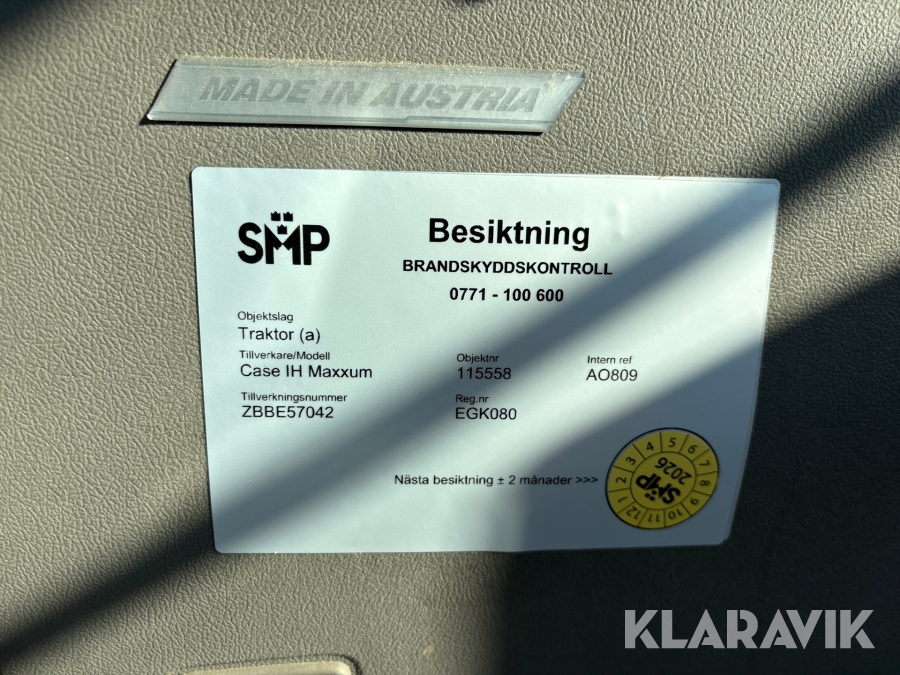 MADE IN AUSTRIA
SMP
Besiktning
BRANDSKYDDSKONTROLL
0771 - 100 600
Objektslag
Traktor (a)
Tillverkare/Modell
Case IH Maxxum
Objektnr
115558
Intern ref
AO809
Tillverkningsnummer
ZBBE57042
Reg.nr
EGK080
Nästa besiktning ± 2 månader >>>
1 2 3 4 5 6 7 8 9 10 11 12
2026
SMP
KLARAVIK